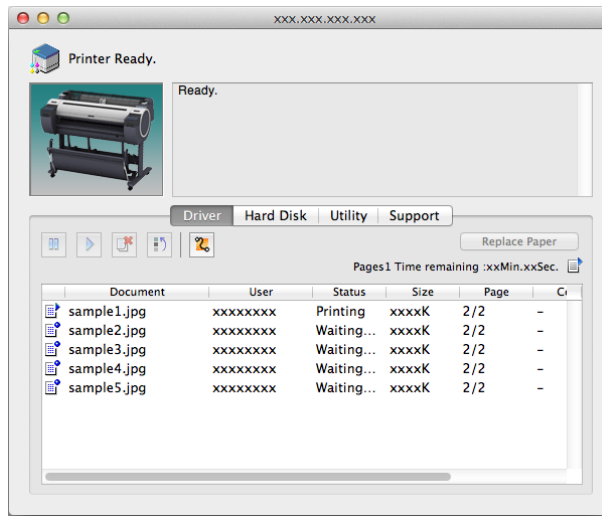 xxx.xxx.xxx.xxx
Printer Ready.
Ready.
Driver Hard Disk Utility Support
Replace Paper
Pages1 Time remaining :xxMin.xxSec.
Document User Status Size Page
sample1.jpg xxxxxxxx Printing xxxxK 2/2 –
sample2.jpg xxxxxxxx Waiting... xxxxK 2/2 –
sample3.jpg xxxxxxxx Waiting... xxxxK 2/2 –
sample4.jpg xxxxxxxx Waiting... xxxxK 2/2 –
sample5.jpg xxxxxxxx Waiting... xxxxK 2/2 –